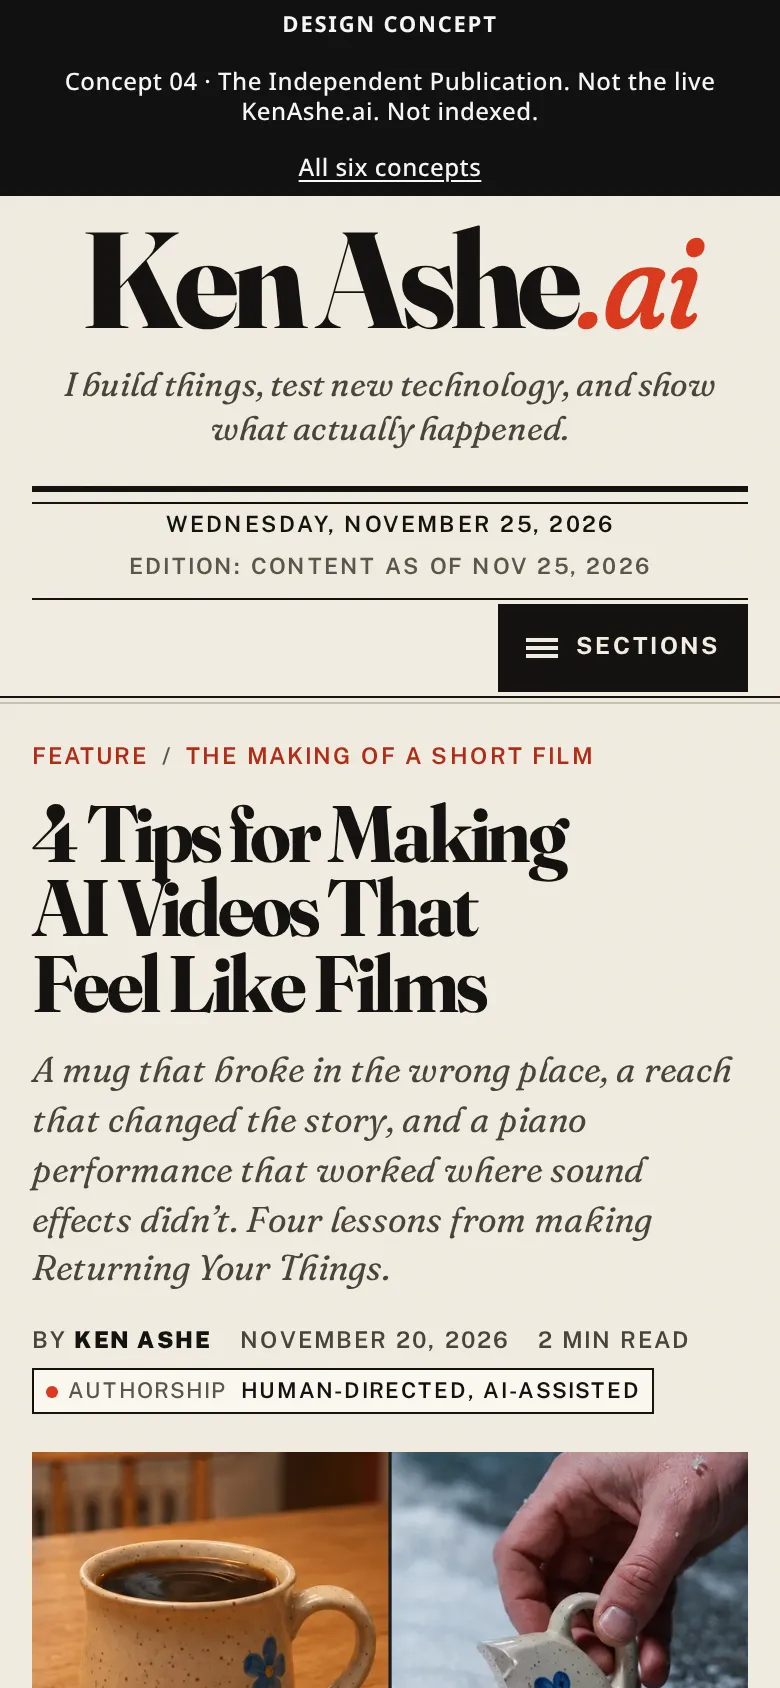 DESIGN CONCEPT
Concept 04 · The Independent Publication. Not the live
KenAshe.ai. Not indexed.
All six concepts
Ken Ashe.ai
I build things, test new technology, and show
what actually happened.
WEDNESDAY, NOVEMBER 25, 2026
EDITION: CONTENT AS OF NOV 25, 2026
SECTIONS
FEATURE / THE MAKING OF A SHORT FILM
4 Tips for Making
AI Videos That
Feel Like Films
A mug that broke in the wrong place, a reach
that changed the story, and a piano
performance that worked where sound
effects didn’t. Four lessons from making
Returning Your Things.
BY KEN ASHE NOVEMBER 20, 2026 2 MIN READ
AUTHORSHIP HUMAN-DIRECTED, AI-ASSISTED